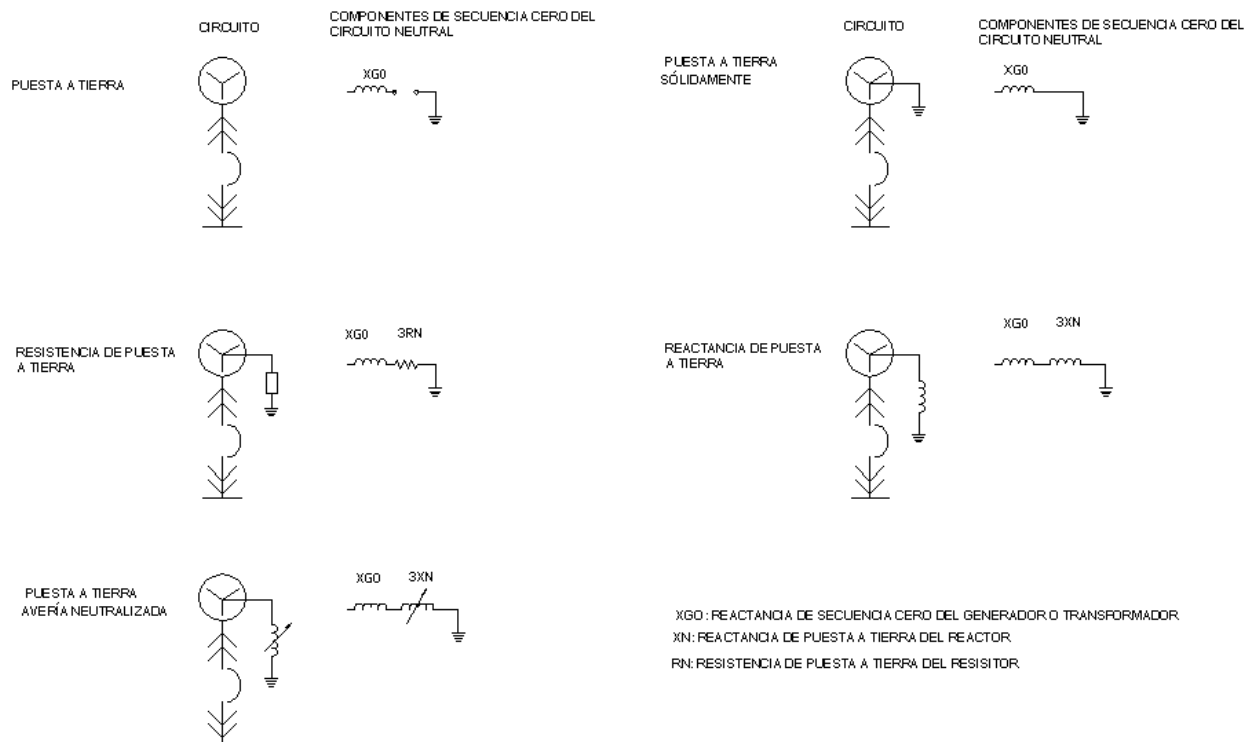 CIRCUITO
COMPONENTES DE SECUENCIA CERO DEL
CIRCUITO NEUTRAL
PUESTA A TIERRA
XG0
CIRCUITO
COMPONENTES DE SECUENCIA CERO DEL
CIRCUITO NEUTRAL
PUESTA A TIERRA
SÓLIDAMENTE
XG0
RESISTENCIA DE PUESTA
A TIERRA
XG0 3RN
REACTANCIA DE PUESTA
A TIERRA
XG0 3XN
PUESTA A TIERRA
AVERÍA NEUTRALIZADA
XG0 3XN
XG0: REACTANCIA DE SECUENCIA CERO DEL GENERADOR O TRANSFORMADOR
XN: REACTANCIA DE PUESTA A TIERRA DEL REACTOR
RN: RESISTENCIA DE PUESTA A TIERRA DEL RESISITOR